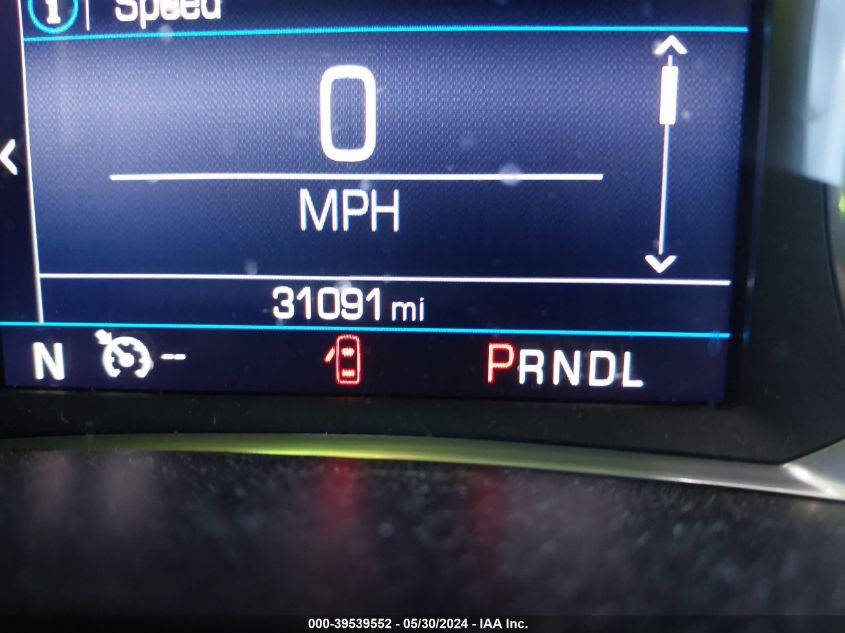 i Speed
0
MPH
31091 mi
N -- PRNDL
000-39539552 - 05/30/2024 - IAA Inc.